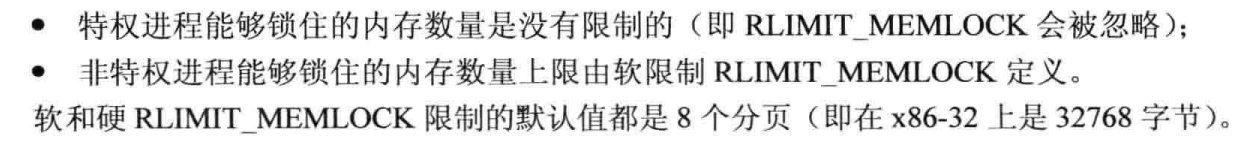 ● 特权进程能够锁住的内存数量是没有限制的（即 RLIMIT_MEMLOCK 会被忽略）；
● 非特权进程能够锁住的内存数量上限由软限制 RLIMIT_MEMLOCK 定义。
软和硬 RLIMIT_MEMLOCK 限制的默认值都是 8 个分页（即在 x86-32 上是 32768 字节）。